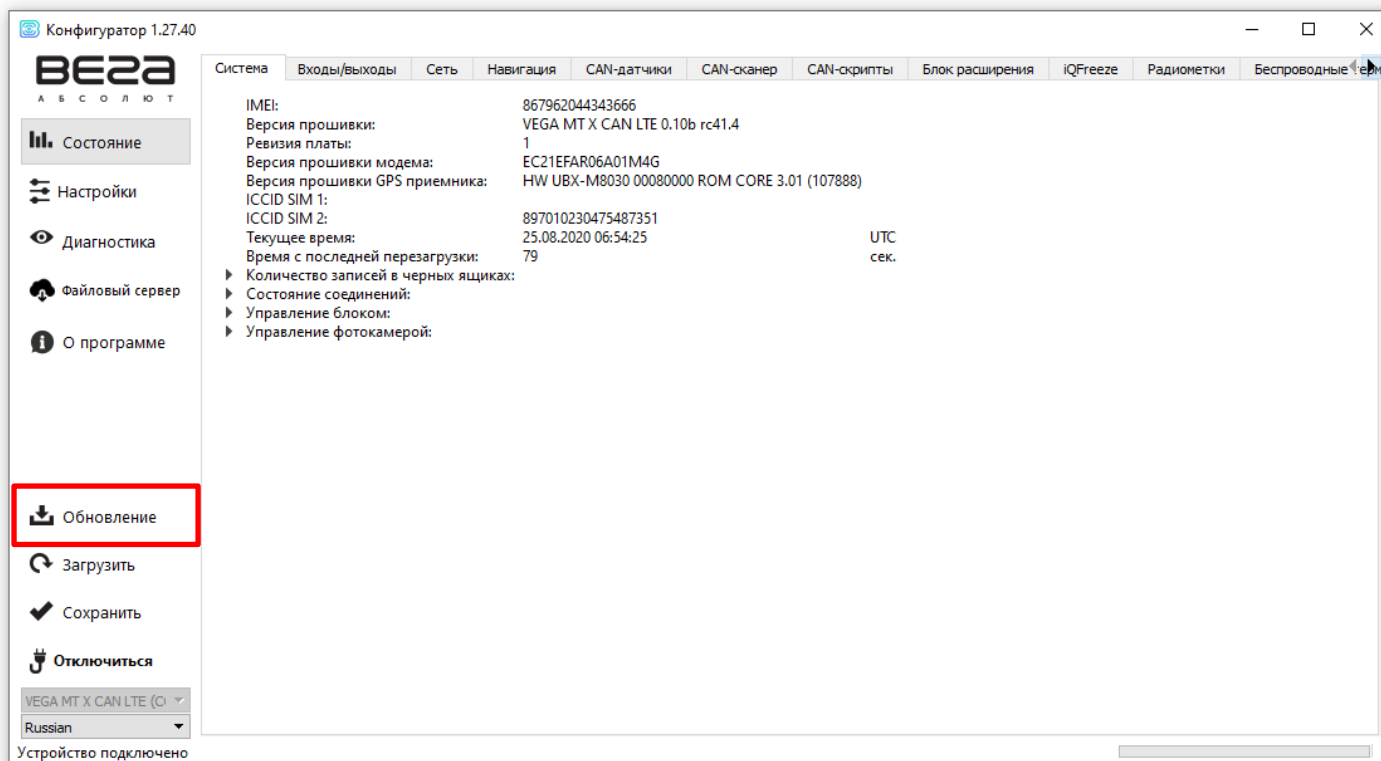 Конфигуратор 1.27.40
ВЕГА
АБСОЛЮТ
Состояние
Настройки
Диагностика
Файловый сервер
О программе
Обновление
Загрузить
Сохранить
Отключиться
VEGA MT X CAN LTE (C
Russian
Устройство подключено
Система Входы/выходы Сеть Навигация CAN-датчики CAN-сканер CAN-скрипты Блок расширения iQFreeze Радиометки Беспроводные
IMEI: 867962044343666
Версия прошивки: VEGA MT X CAN LTE 0.10b rc41.4
Ревизия платы: 1
Версия прошивки модема: EC21EFAR06A01M4G
Версия прошивки GPS приемника: HW UBX-M8030 00080000 ROM CORE 3.01 (107888)
ICCID SIM 1:
ICCID SIM 2: 897010230475487351
Текущее время: 25.08.2020 06:54:25 UTC
Время с последней перезагрузки: 79 сек.
Количество записей в черных ящиках:
Состояние соединений:
Управление блоком:
Управление фотокамерой: